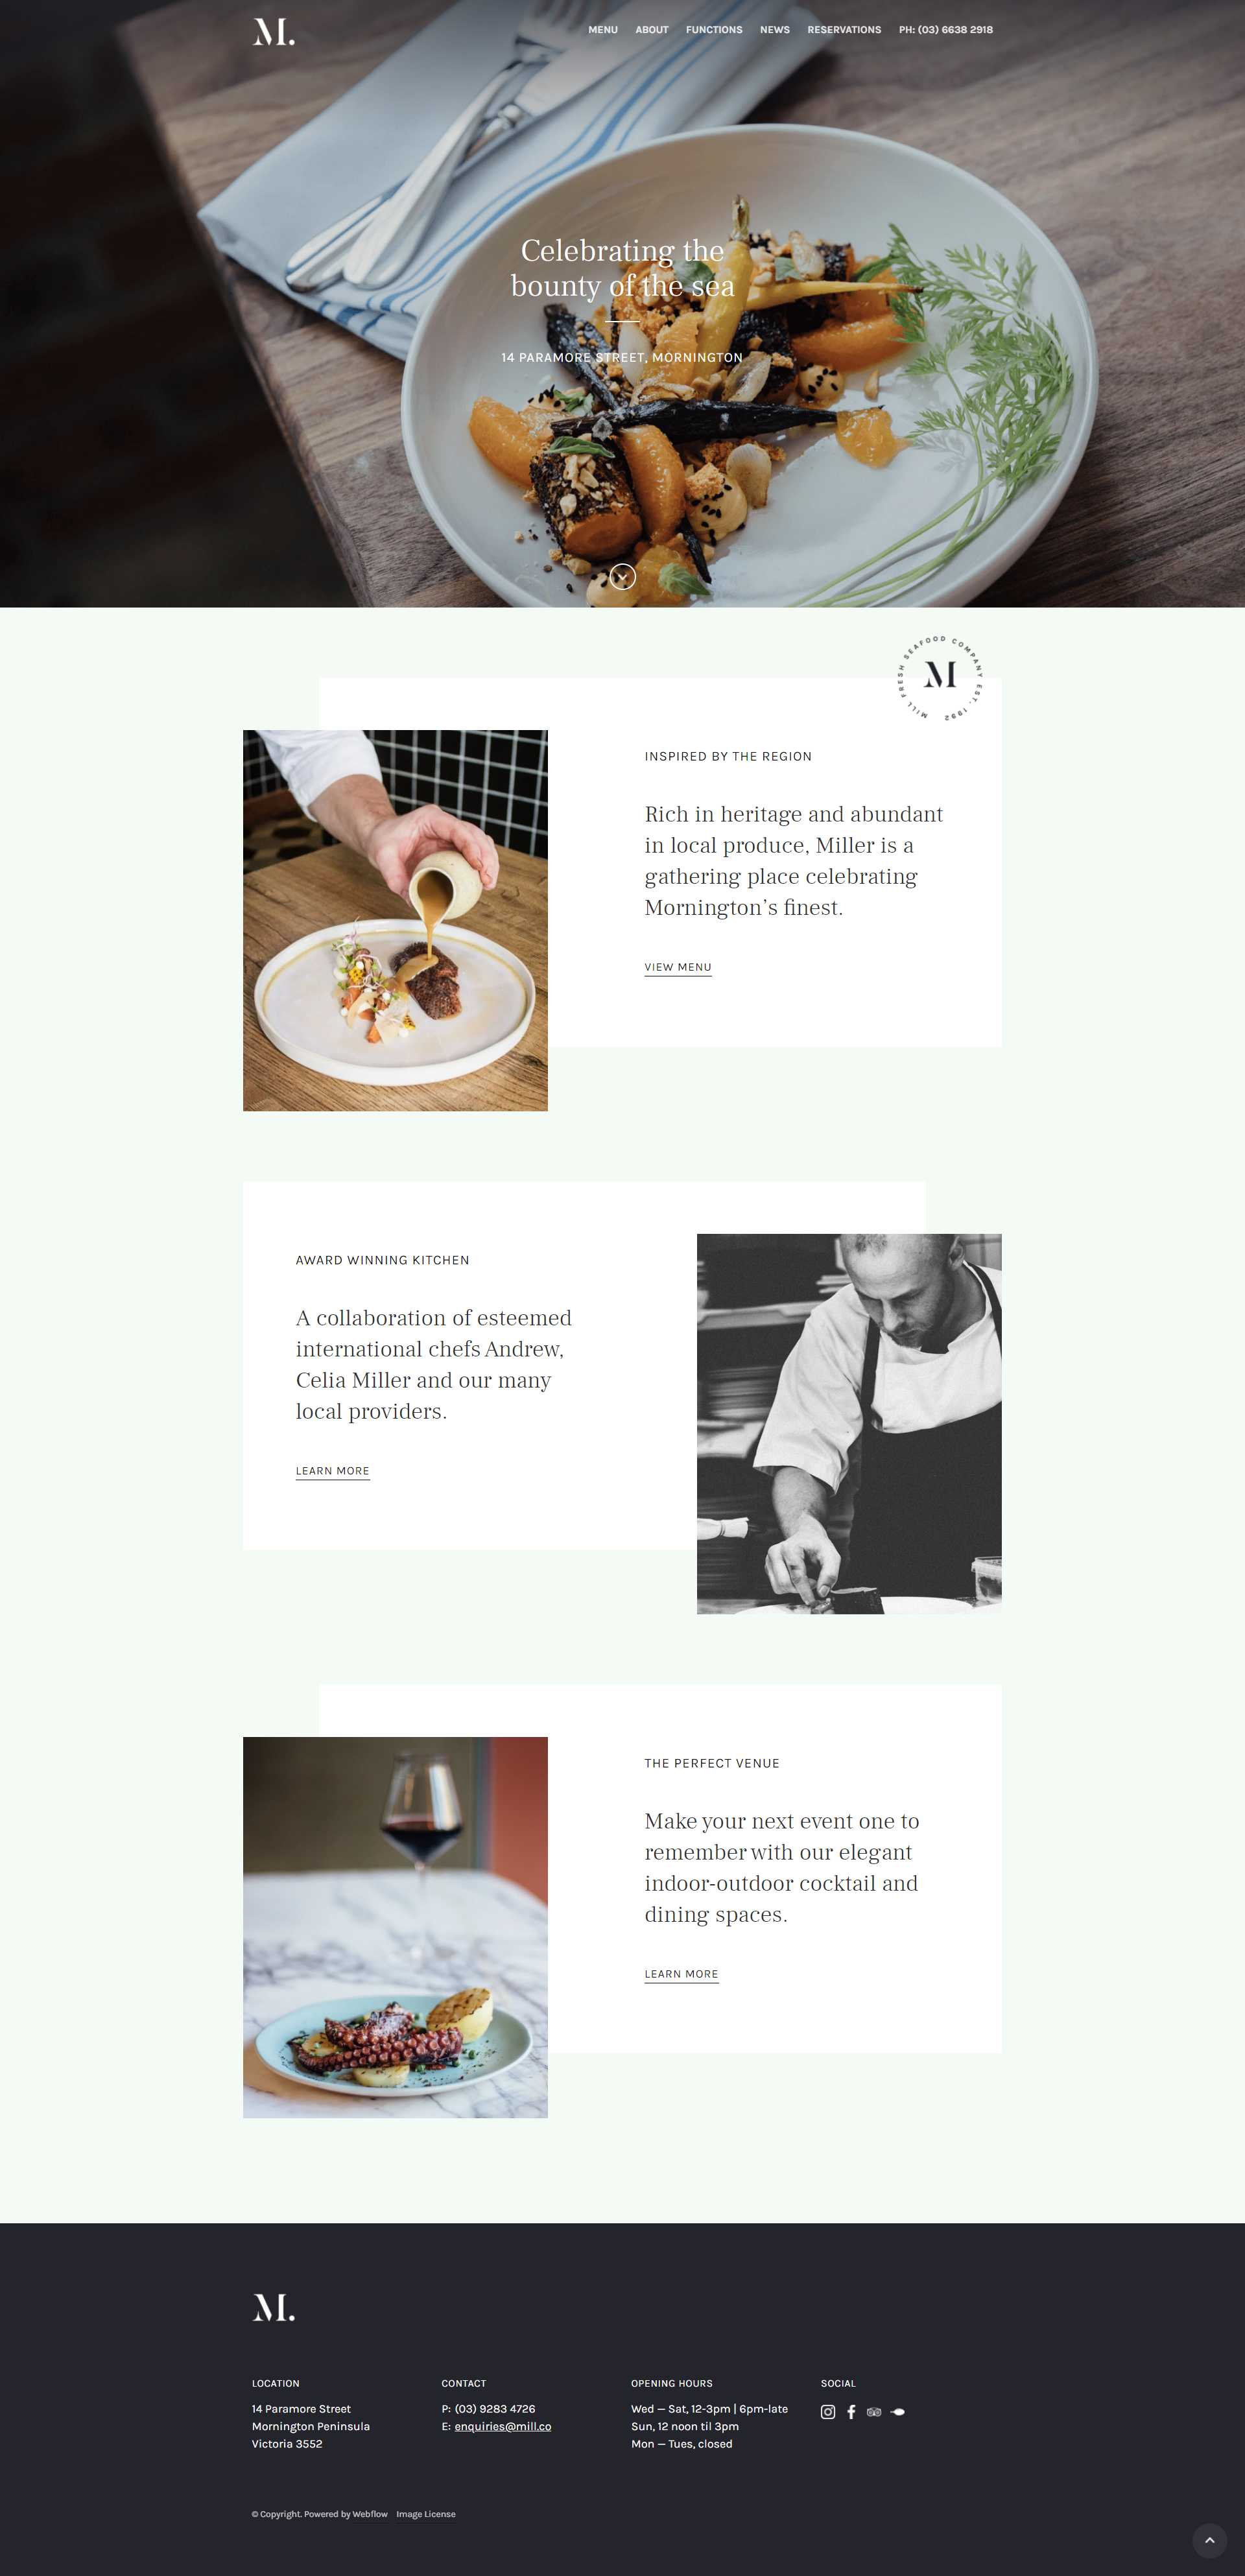 M.
MENU ABOUT FUNCTIONS NEWS RESERVATIONS PH: (03) 6638 2918
Celebrating the
bounty of the sea
14 PARAMORE STREET, MORNINGTON
MILL FRESH SEAFOOD COMPANY EST. 1992
M
INSPIRED BY THE REGION
Rich in heritage and abundant
in local produce, Miller is a
gathering place celebrating
Mornington’s finest.
VIEW MENU
AWARD WINNING KITCHEN
A collaboration of esteemed
international chefs Andrew,
Celia Miller and our many
local providers.
LEARN MORE
THE PERFECT VENUE
Make your next event one to
remember with our elegant
indoor-outdoor cocktail and
dining spaces.
LEARN MORE
M.
LOCATION
14 Paramore Street
Mornington Peninsula
Victoria 3552
CONTACT
P: (03) 9283 4726
E: enquiries@mill.co
OPENING HOURS
Wed — Sat, 12-3pm | 6pm-late
Sun, 12 noon til 3pm
Mon — Tues, closed
SOCIAL
© Copyright. Powered by Webflow Image License